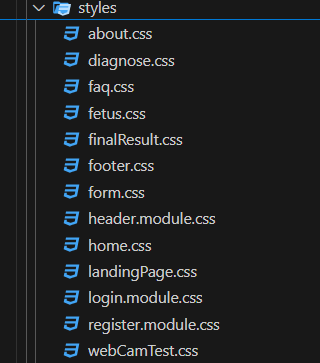 styles
about.css
diagnose.css
faq.css
fetus.css
finalResult.css
footer.css
form.css
header.module.css
home.css
landingPage.css
login.module.css
register.module.css
webCamTest.css